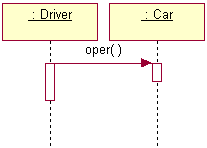 : Driver
: Car
oper( )